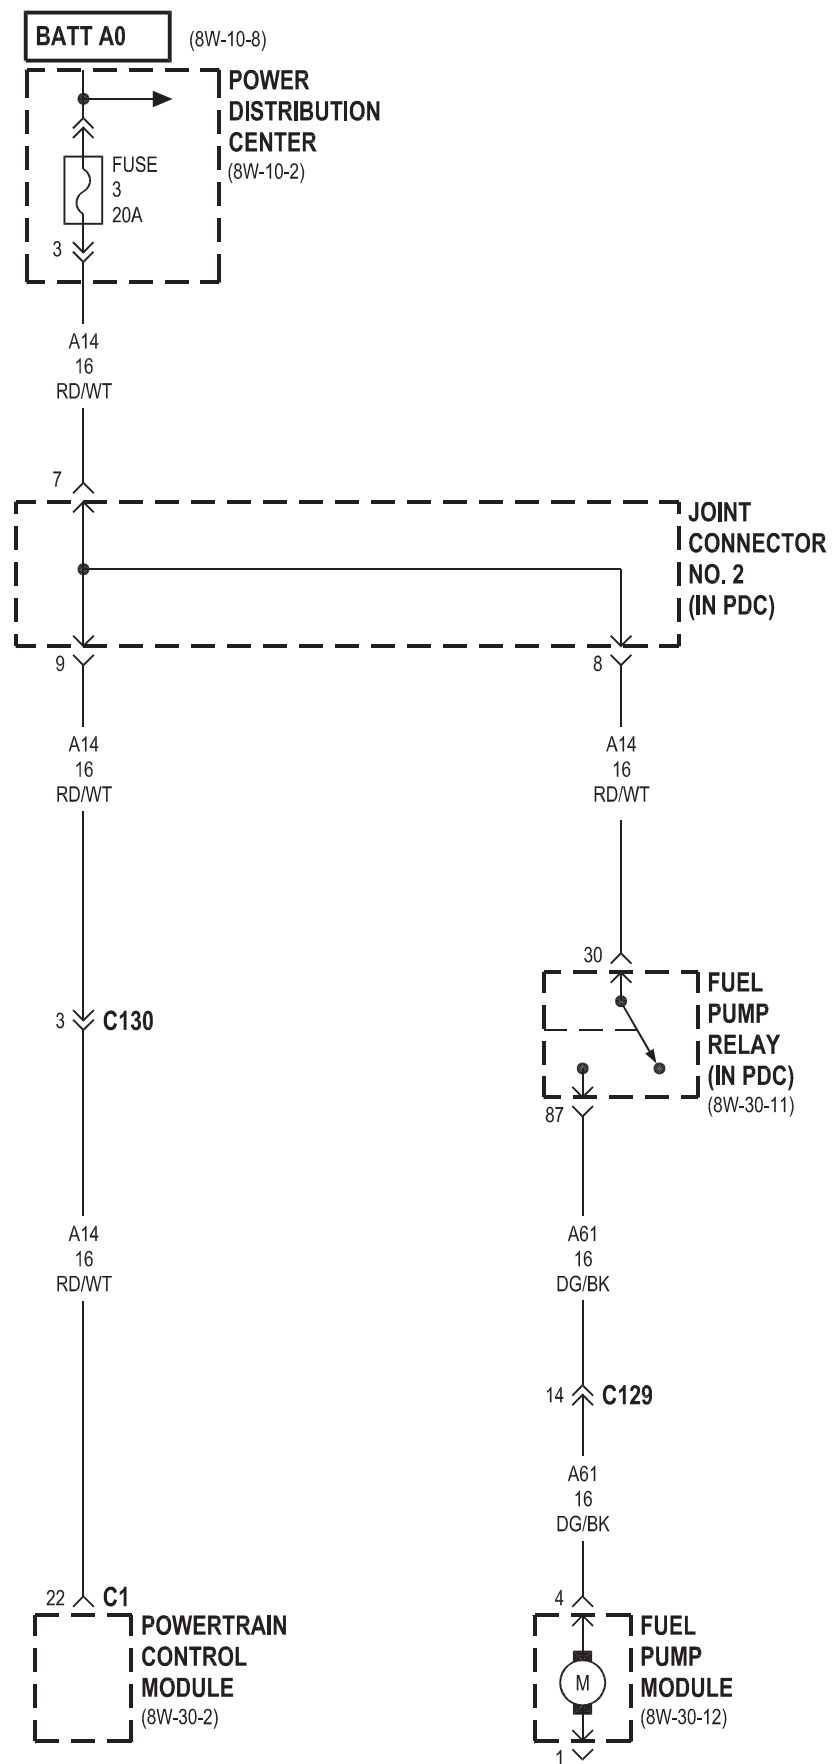 BATT A0 (8W-10-8)
POWER
DISTRIBUTION
CENTER
(8W-10-2)
FUSE
3
20A
3
A14
16
RD/WT
7
JOINT
CONNECTOR
NO. 2
(IN PDC)
9
8
A14
16
RD/WT
A14
16
RD/WT
30
FUEL
PUMP
RELAY
(IN PDC)
(8W-30-11)
3 C130
87
A14
16
RD/WT
A61
16
DG/BK
14 C129
A61
16
DG/BK
22 C1
POWERTRAIN
CONTROL
MODULE
(8W-30-2)
4
FUEL
PUMP
MODULE
(8W-30-12)
M
1